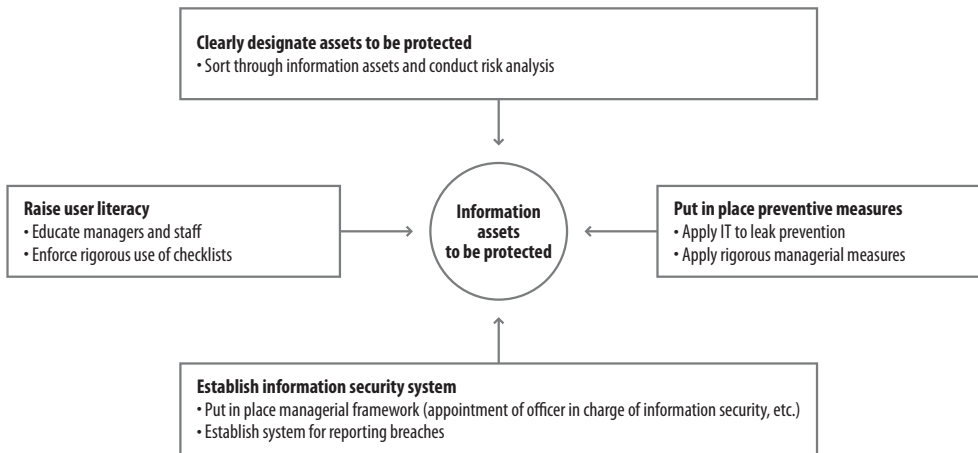 Clearly designate assets to be protected
• Sort through information assets and conduct risk analysis
Raise user literacy
• Educate managers and staff
• Enforce rigorous use of checklists
Information
assets
to be protected
Put in place preventive measures
• Apply IT to leak prevention
• Apply rigorous managerial measures
Establish information security system
• Put in place managerial framework (appointment of officer in charge of information security, etc.)
• Establish system for reporting breaches